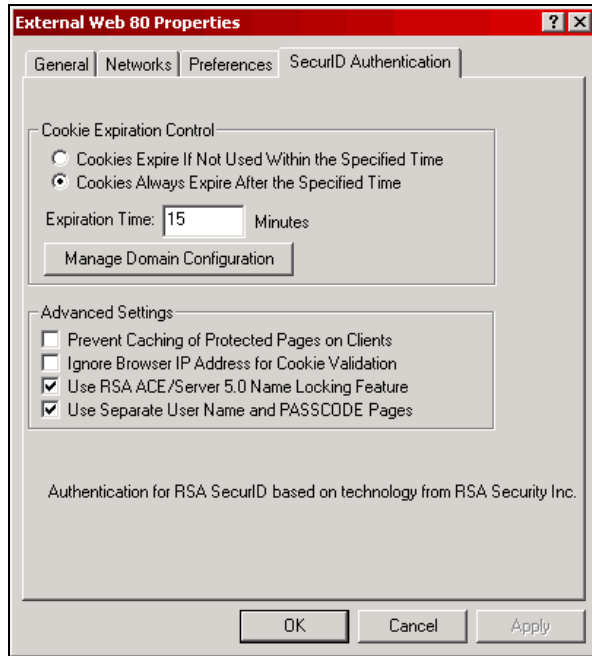 External Web 80 Properties
General
Networks
Preferences
SecurID Authentication
Cookie Expiration Control
Cookies Expire If Not Used Within the Specified Time
Cookies Always Expire After the Specified Time
Expiration Time: 15 Minutes
Manage Domain Configuration
Advanced Settings
Prevent Caching of Protected Pages on Clients
Ignore Browser IP Address for Cookie Validation
Use RSA ACE/Server 5.0 Name Locking Feature
Use Separate User Name and PASSCODE Pages
Authentication for RSA SecurID based on technology from RSA Security Inc.
OK
Cancel
Apply